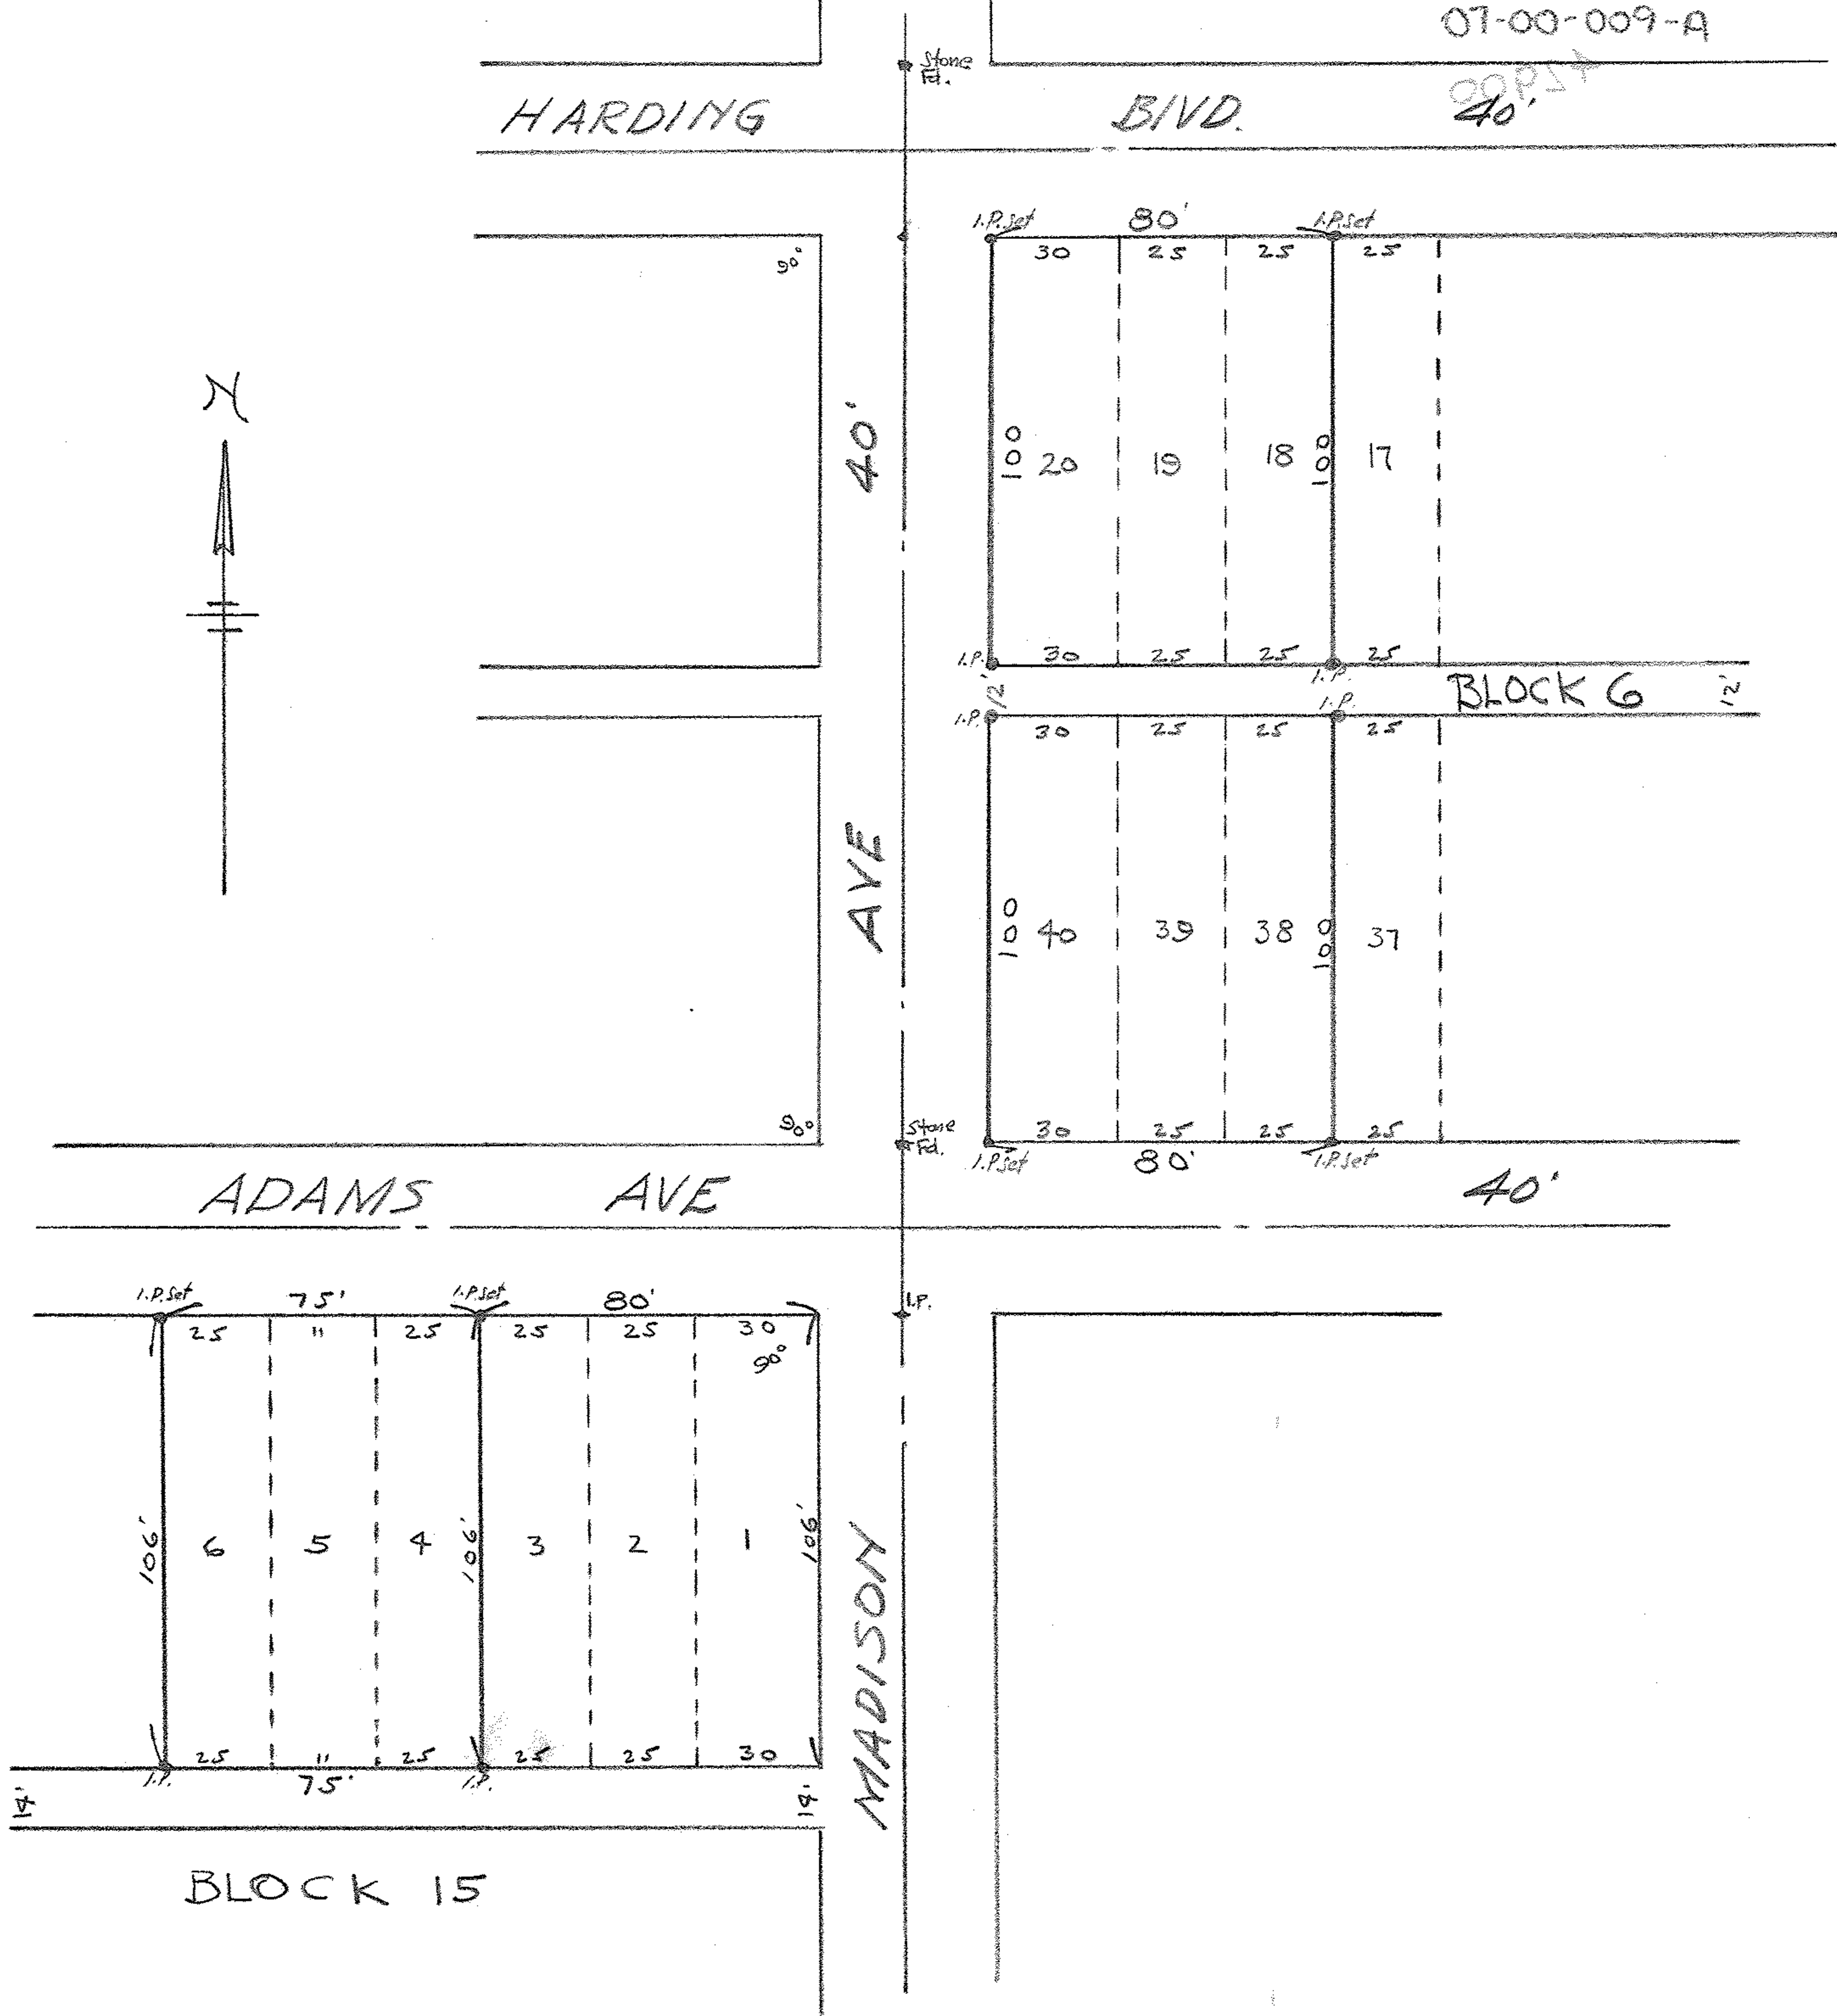 07-00-009-A
Stone
Fd.
HARDING BLVD. 40'
I.P. set 80' I.P. set
90°
30 25 25 25
N
40'
100 20 19 18 100 17
I.P. 30 25 25 25
I.P.
12' BLOCK 6 12'
I.P. I.P.
30 25 25 25
AVE
100 40 39 38 100 37
90° Stone
Fd.
30 25 25 25
I.P. set 80' I.P. set
ADAMS AVE 40'
I.P. set 75' I.P. set 80' I.P.
25 " 25 25 25 30
90°
106' 6 5 4 106' 3 2 1 106'
MADISON
25 " 25 25 25 30
I.P. 75' I.P.
14' 14'
BLOCK 15